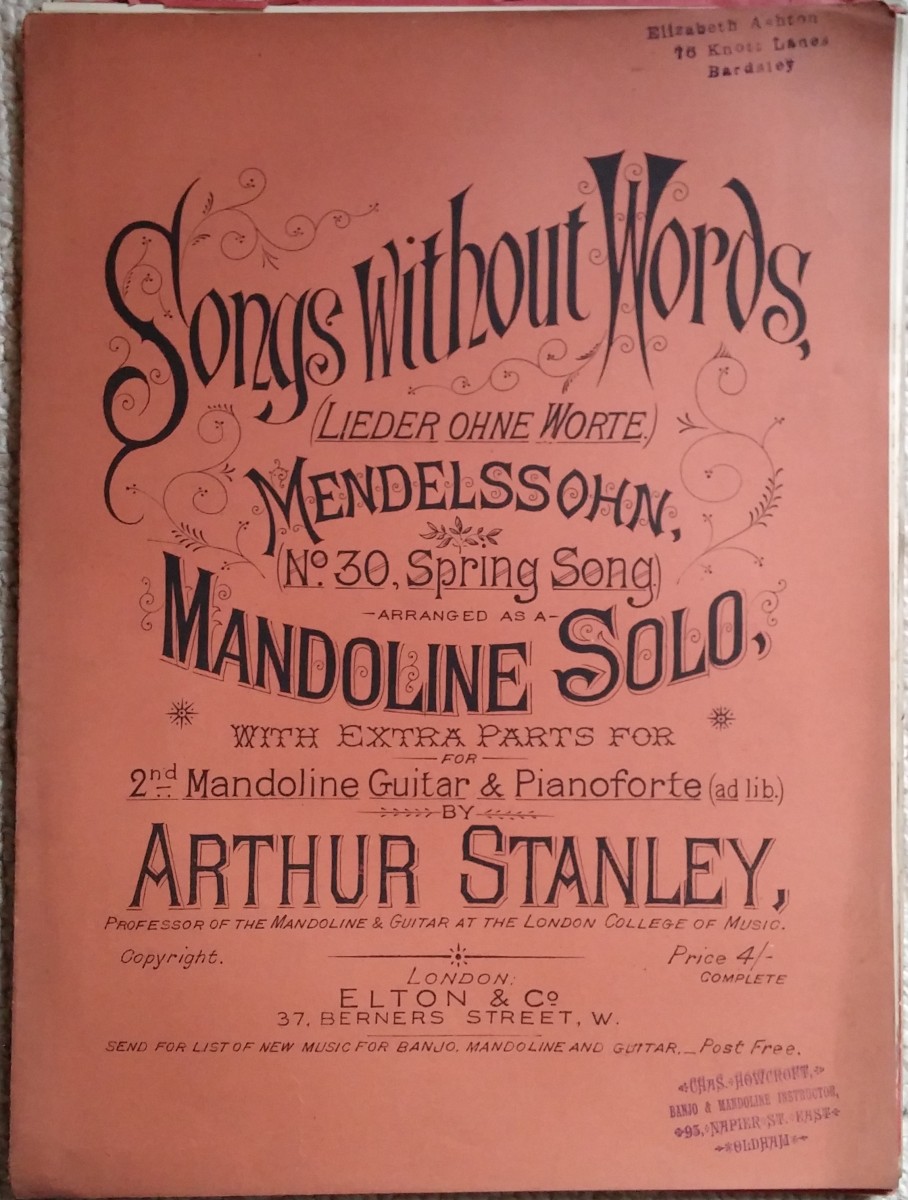 Elizabeth Ashton
76 Knott Lanes
Bardsley
Songs Without Words,
(LIEDER OHNE WORTE.)
MENDELSSOHN,
(No. 30, Spring Song)
-ARRANGED AS A-
MANDOLINE SOLO,
WITH EXTRA PARTS FOR
FOR
2nd Mandoline Guitar & Pianoforte (ad lib.)
BY
ARTHUR STANLEY,
PROFESSOR OF THE MANDOLINE & GUITAR AT THE LONDON COLLEGE OF MUSIC.
Copyright.
Price 4/-
COMPLETE
LONDON:
ELTON & Co
37, BERNERS STREET, W.
SEND FOR LIST OF NEW MUSIC FOR BANJO, MANDOLINE AND GUITAR._Post Free.
CHAS. HOWCROFT,
BANJO & MANDOLINE INSTRUCTOR,
93, NAPIER ST. EAST
OLDHAM